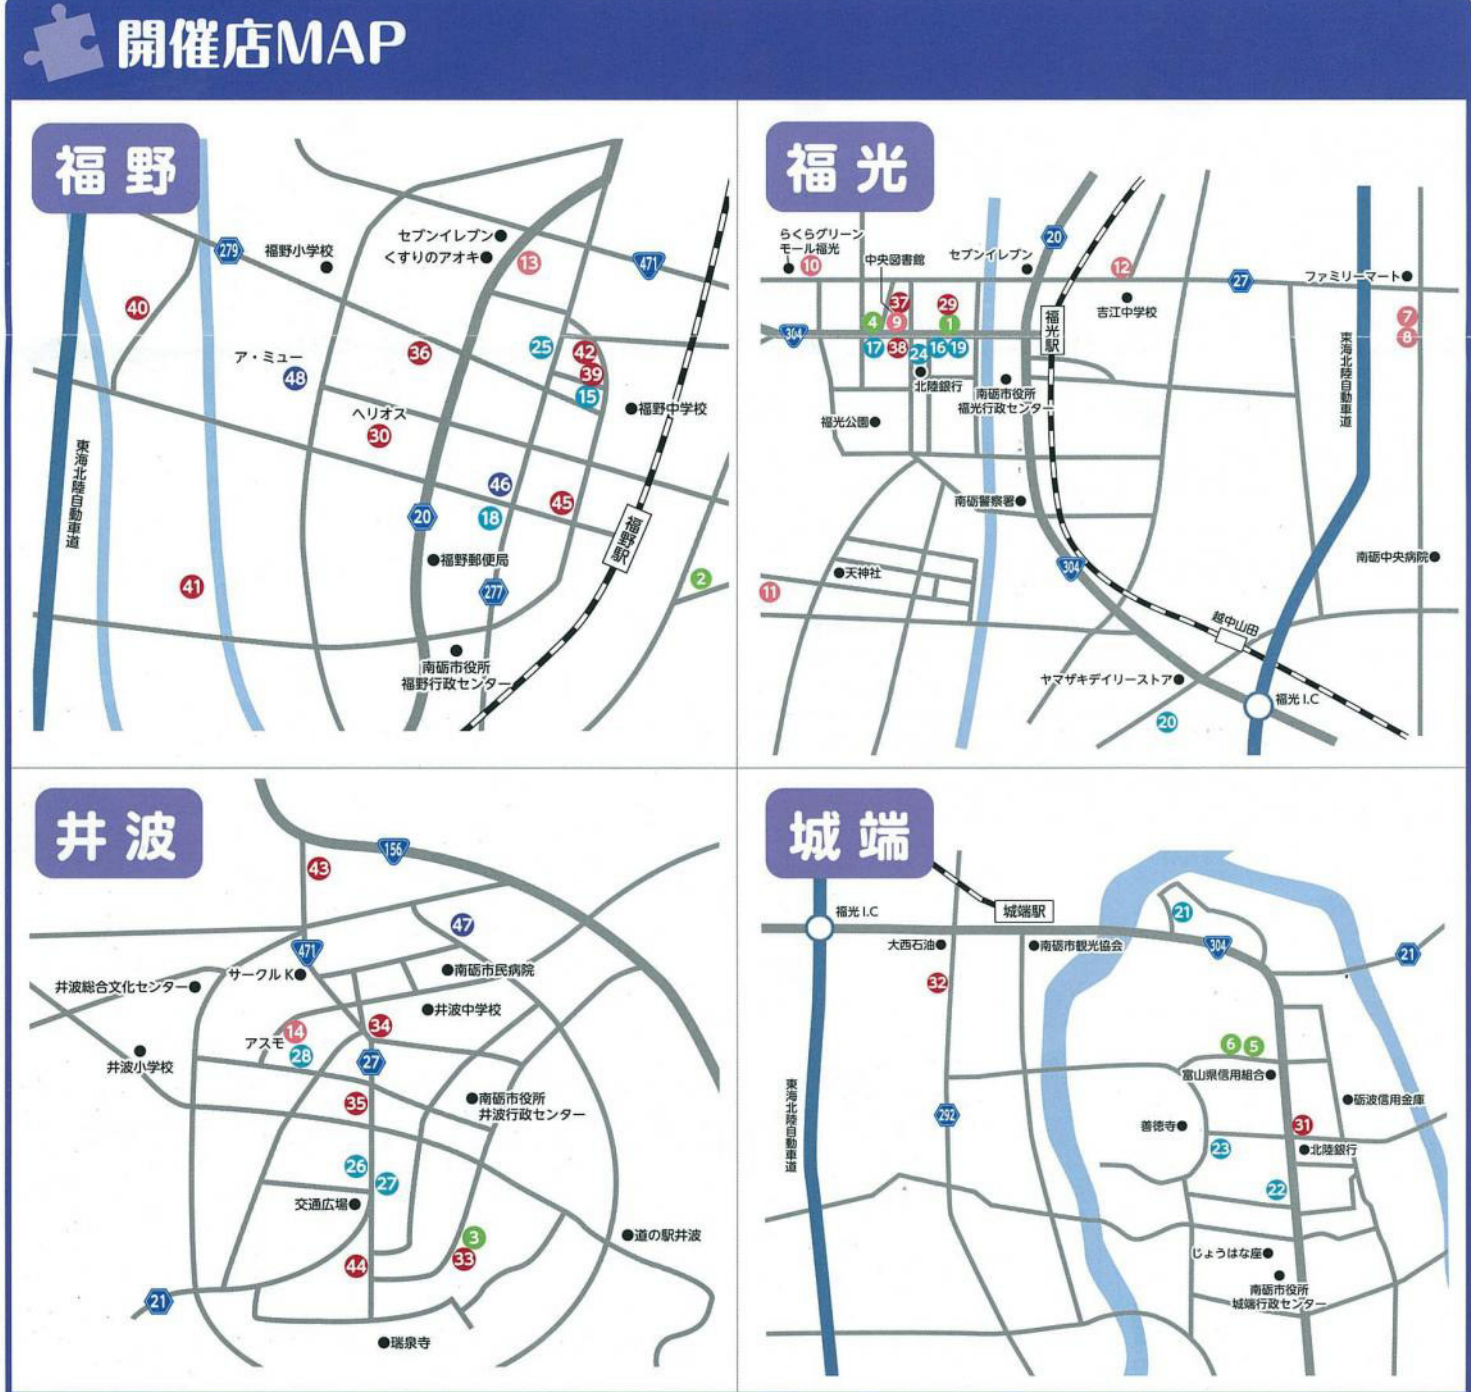 開催店MAP
福野
279
福野小学校
セブンイレブン
くすりのアオキ
13
471
40
ア・ミュー
48
36
25
42
39
15
福野中学校
ヘリオス
30
東海北陸自動車道
46
18
45
20
福野駅
福野郵便局
41
277
2
南砺市役所
福野行政センター
福光
らくらグリーン
モール福光
10
中央図書館
セブンイレブン
20
12
27
ファミリーマート
吉江中学校
37
29
4
9
1
304
17
38
24
16
19
福光駅
7
8
北陸銀行
南砺市役所
福光行政センター
東海北陸自動車道
福光公園
南砺警察署
天神社
11
304
南砺中央病院
越中山田
ヤマザキデイリーストア
福光I.C
20
井波
156
43
47
471
サークルK
南砺市民病院
井波総合文化センター
井波中学校
アスモ
14
28
34
27
井波小学校
35
南砺市役所
井波行政センター
26
27
交通広場
3
33
道の駅井波
44
21
瑞泉寺
城端
福光I.C
城端駅
21
大西石油
南砺市観光協会
304
21
32
6
5
富山県信用組合
東海北陸自動車道
292
砺波信用金庫
善徳寺
31
北陸銀行
23
22
じょうはな座
南砺市役所
城端行政センター